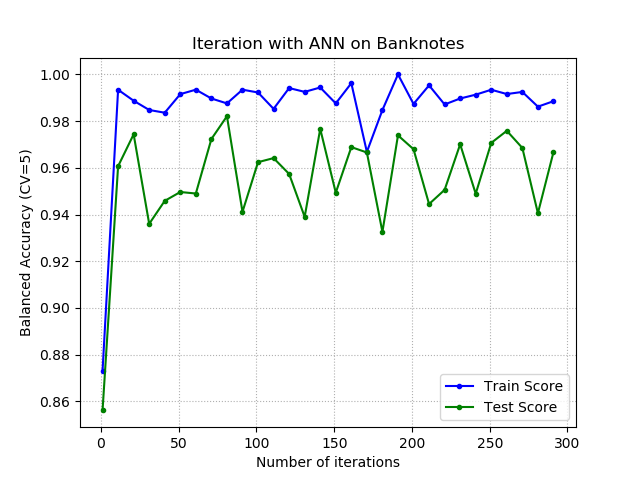 Iteration with ANN on Banknotes
1.00
0.98
0.96
0.94
0.92
0.90
0.88
0.86
Balanced Accuracy (CV=5)
0 50 100 150 200 250 300
Number of iterations
Train Score
Test Score